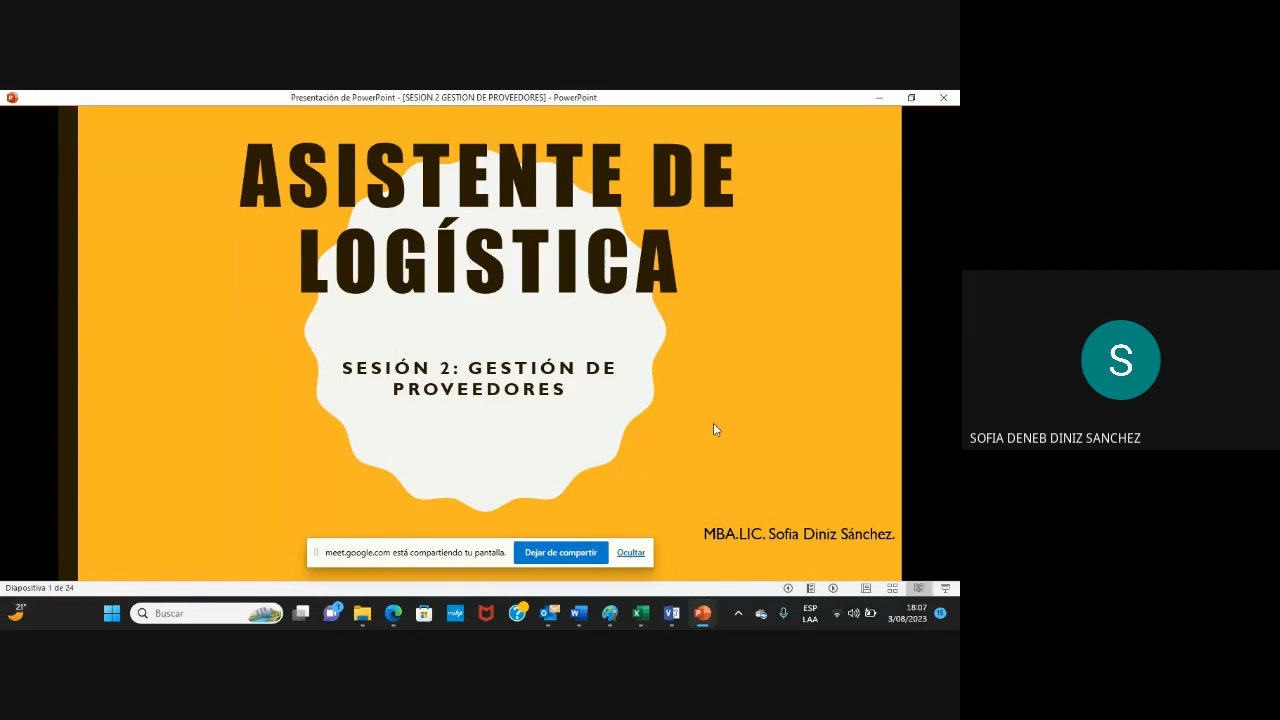 Presentación de PowerPoint - [SESION 2 GESTION DE PROVEEDORES] - PowerPoint
ASISTENTE DE
LOGÍSTICA
SESIÓN 2: GESTIÓN DE
PROVEEDORES
MBA.LIC. Sofia Diniz Sánchez.
meet.google.com está compartiendo tu pantalla.
Dejar de compartir
Ocultar
Diapositiva 1 de 24
21°
Buscar
ESP
LAA
18:07
3/08/2023
15
S
SOFIA DENEB DINIZ SANCHEZ